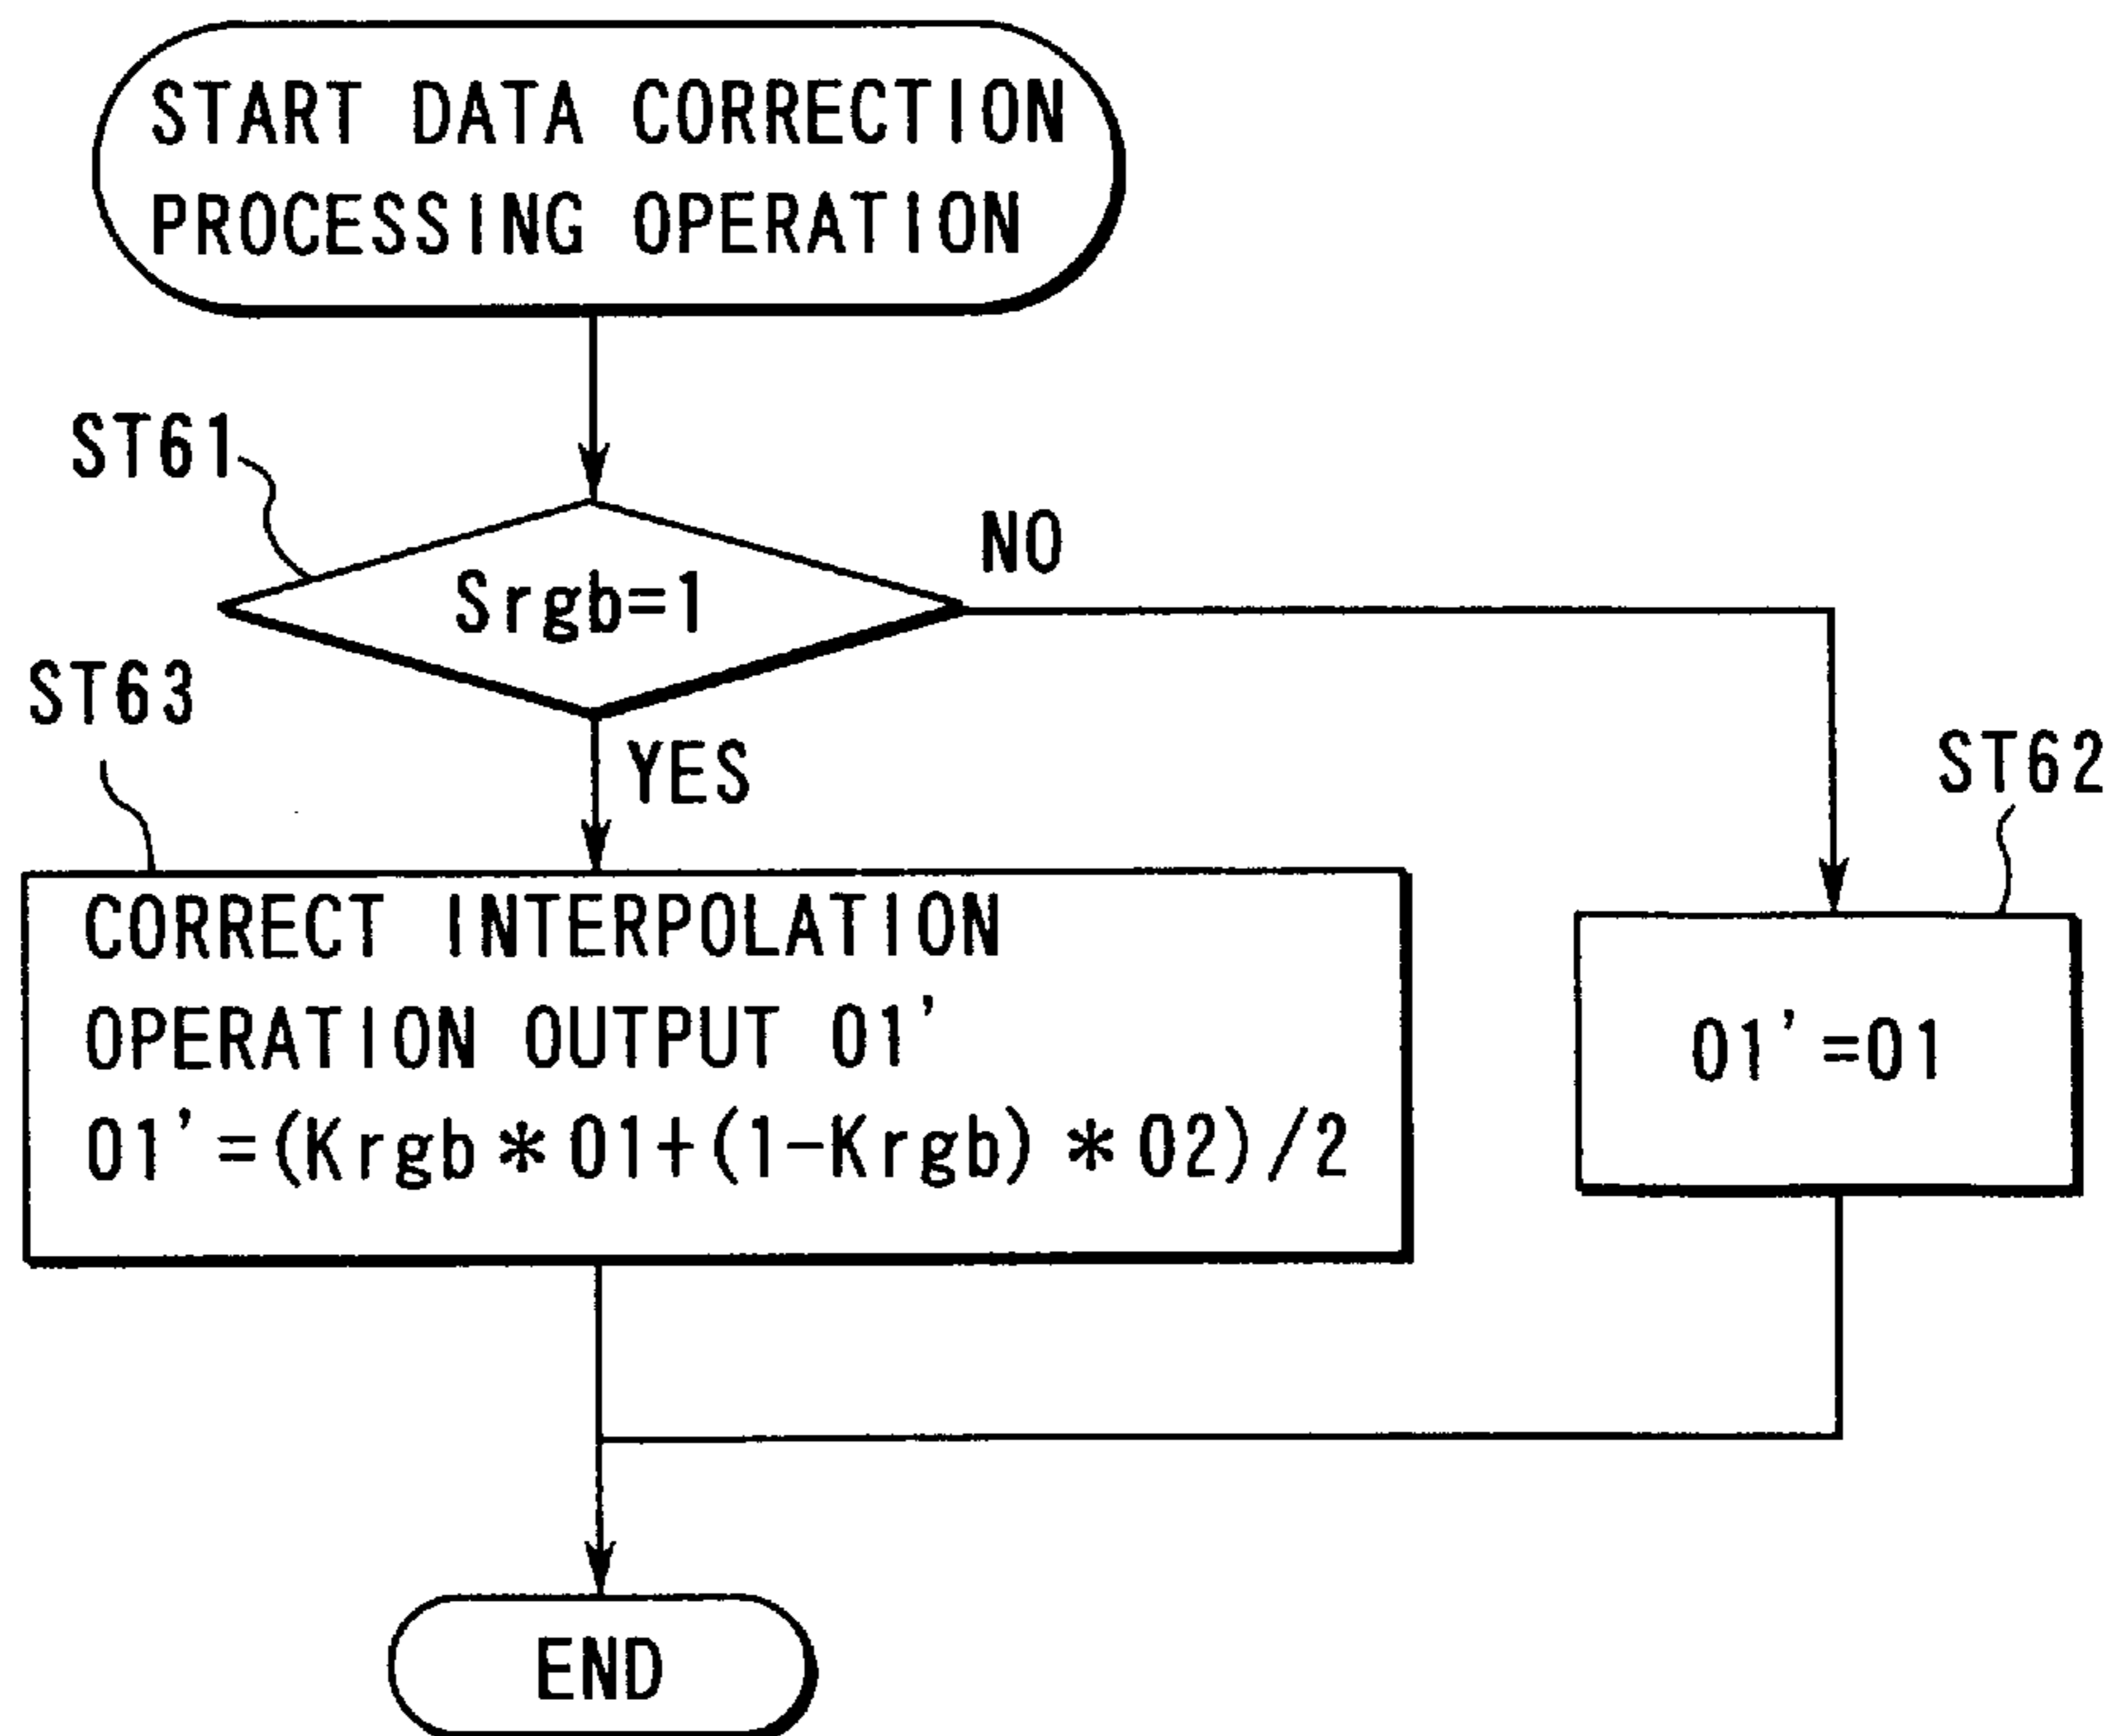 START DATA CORRECTION
PROCESSING OPERATION
ST61
Srgb=1
NO
ST63
YES
ST62
CORRECT INTERPOLATION
OPERATION OUTPUT O1'
O1'=(Krgb*O1+(1-Krgb)*O2)/2
O1'=O1
END